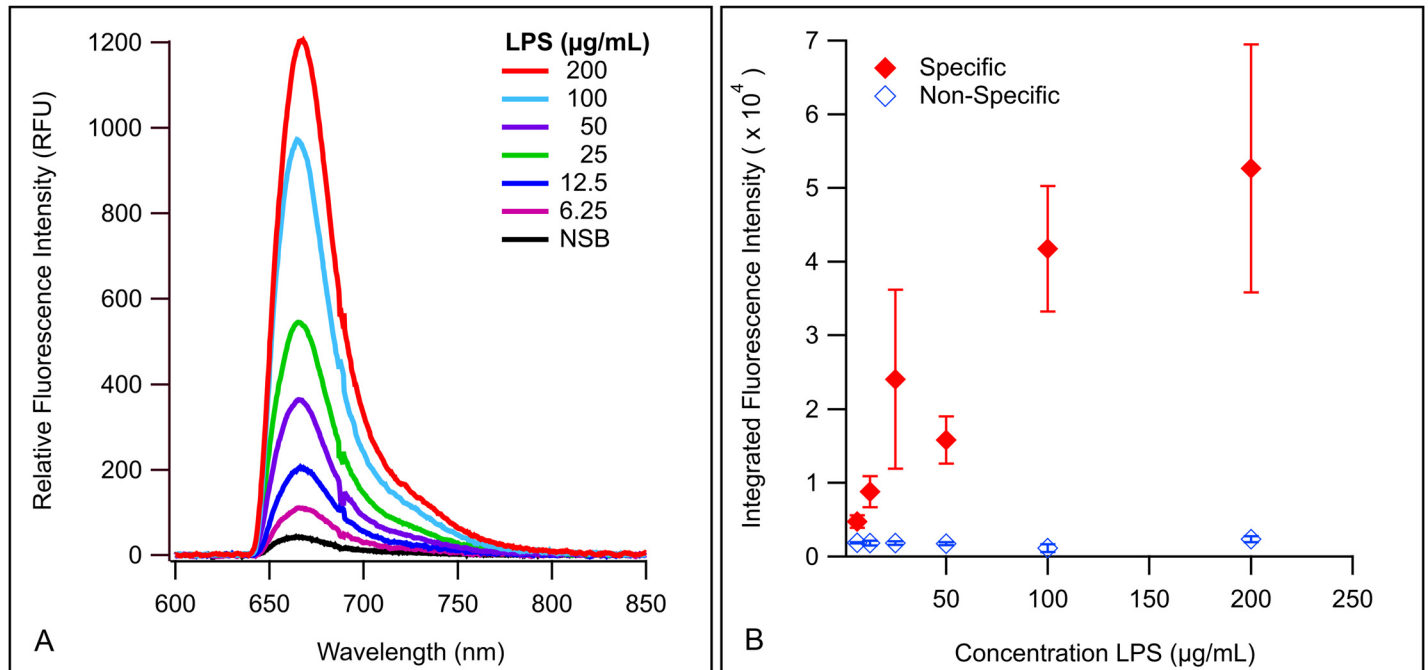 Relative Fluorescence Intensity (RFU)
1200
1000
800
600
400
200
0
LPS (µg/mL)
200
100
50
25
12.5
6.25
NSB
600 650 700 750 800 850
Wavelength (nm)
A
Integrated Fluorescence Intensity ( x 10⁴ )
7
6
5
4
3
2
1
0
Specific
Non-Specific
50 100 150 200 250
Concentration LPS (µg/mL)
B